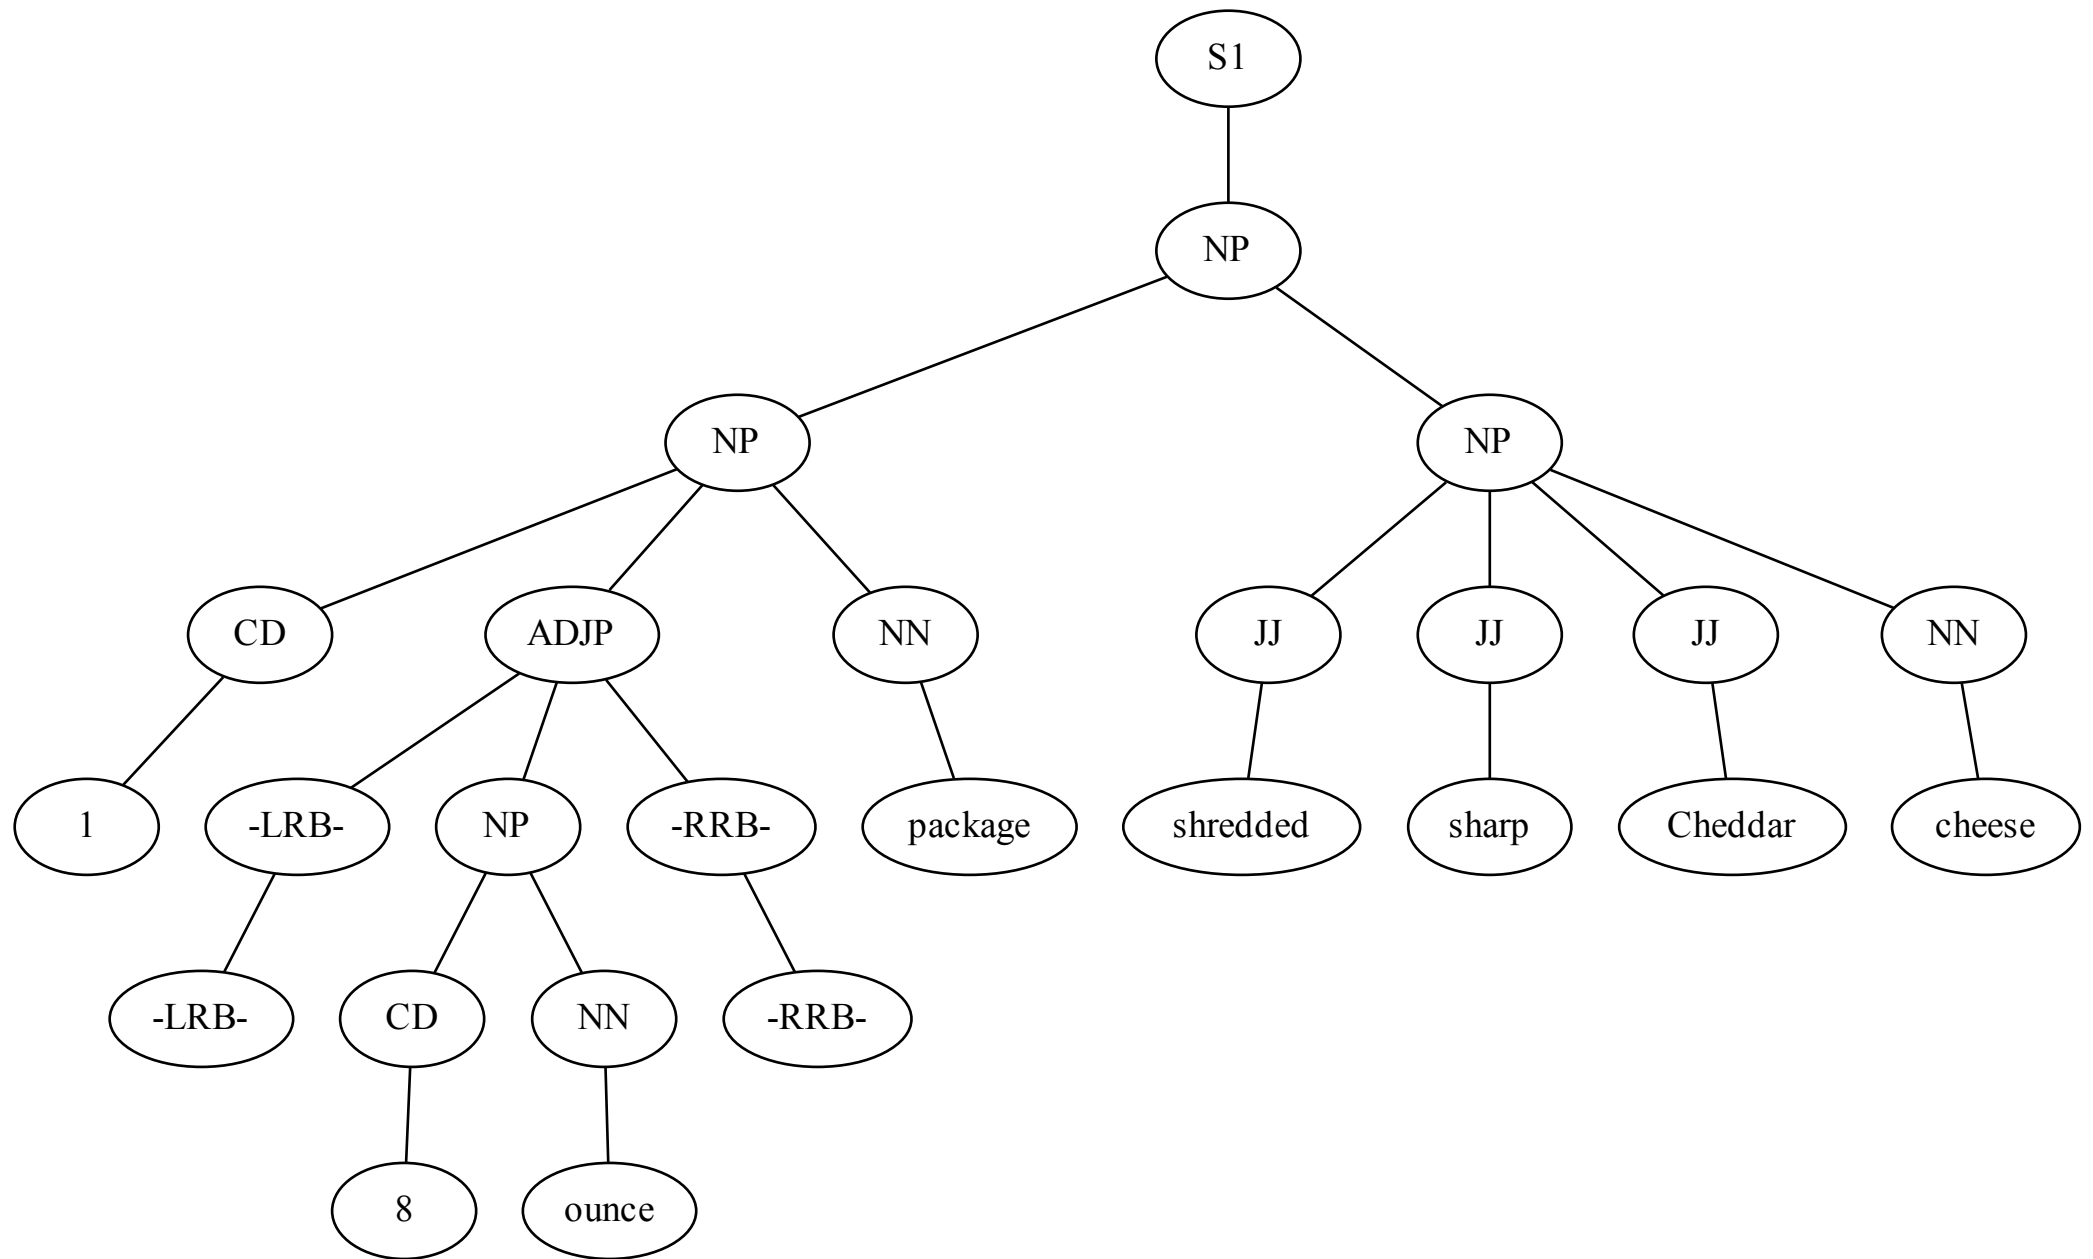 S1
NP
NP NP
CD ADJP NN JJ JJ JJ NN
1 -LRB- NP -RRB- package shredded sharp Cheddar cheese
-LRB- CD NN -RRB-
8 ounce